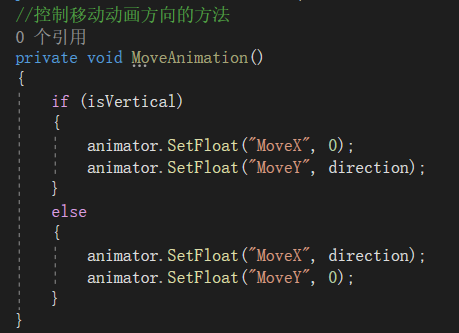 //控制移动动画方向的方法
0 个引用
private void MoveAnimation()
{
if (isVertical)
{
animator.SetFloat("MoveX", 0);
animator.SetFloat("MoveY", direction);
}
else
{
animator.SetFloat("MoveX", direction);
animator.SetFloat("MoveY", 0);
}
}